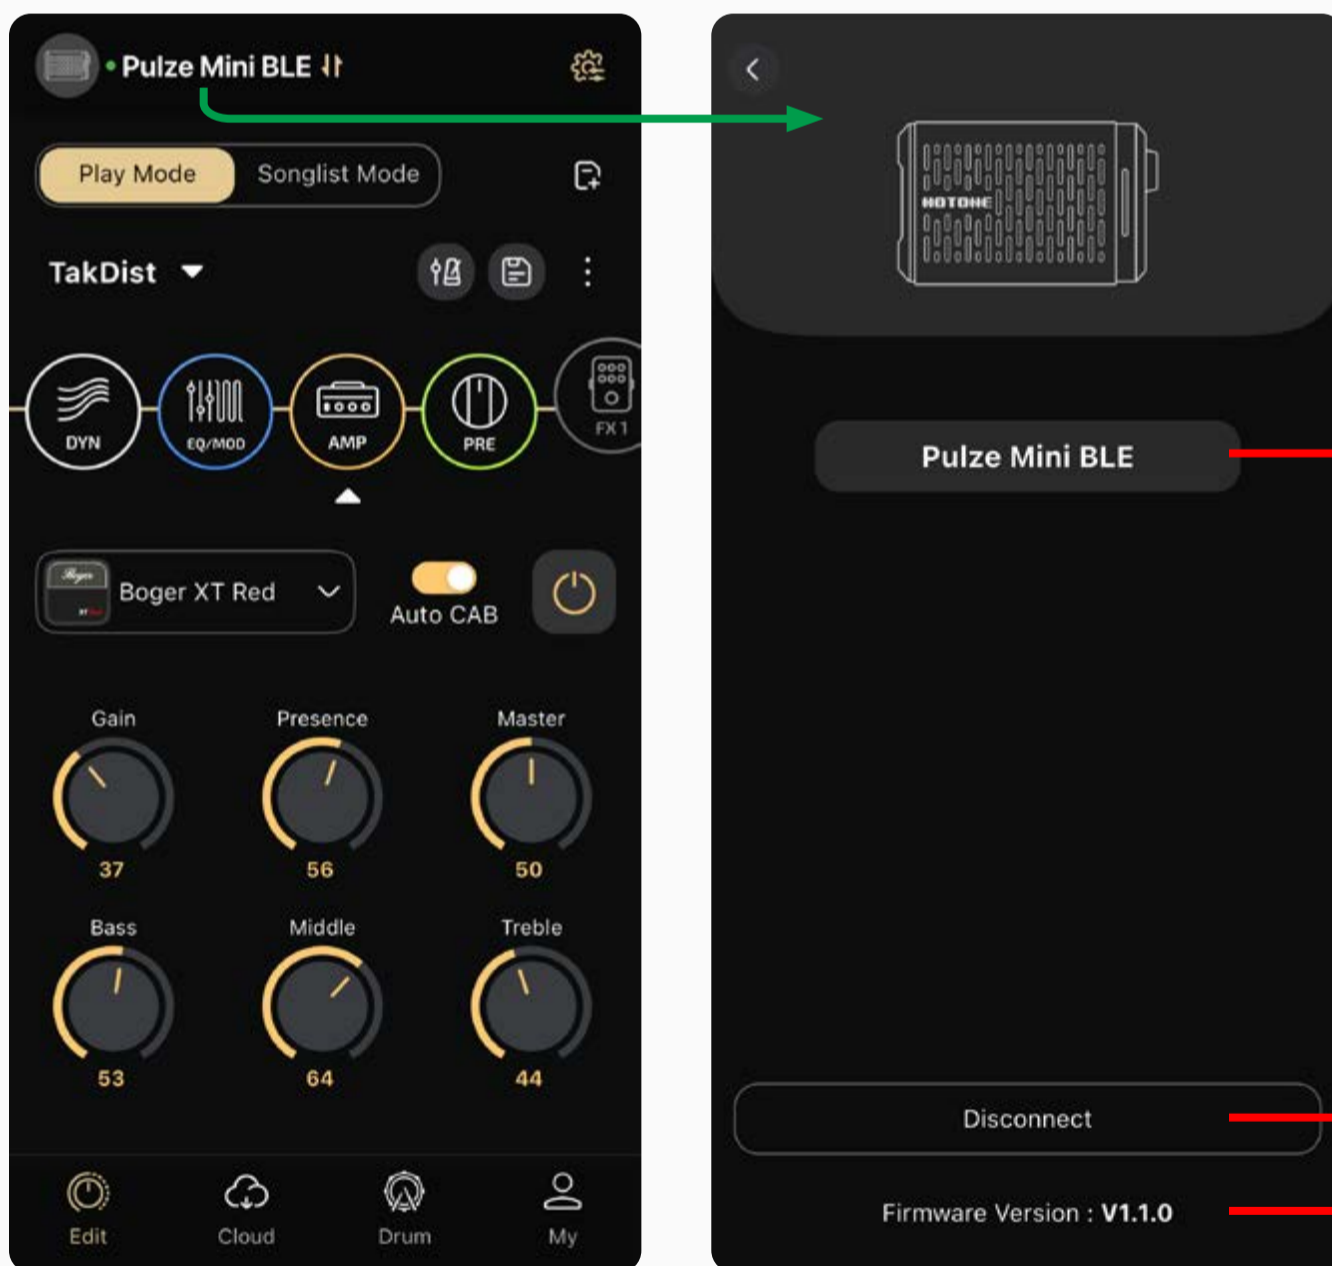 Pulze Mini BLE
Play Mode
Songlist Mode
TakDist
DYN
EQ/MOD
AMP
PRE
FX 1
Boger XT Red
Auto CAB
Gain
Presence
Master
37
56
50
Bass
Middle
Treble
53
64
44
Edit
Cloud
Drum
My
HOTONE
Pulze Mini BLE
Disconnect
Firmware Version : V1.1.0